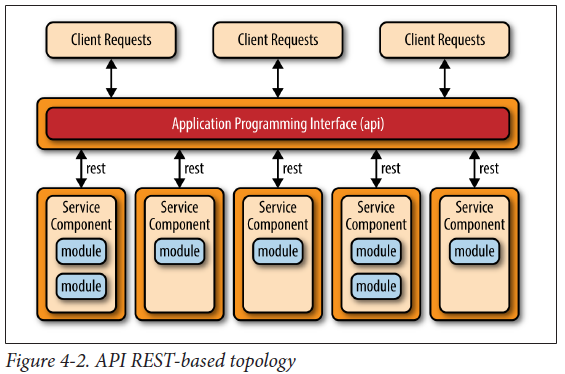 Client Requests
Client Requests
Client Requests
Application Programming Interface (api)
rest
rest
rest
rest
rest
Service
Component
module
module
Service
Component
module
Service
Component
module
Service
Component
module
module
Service
Component
module
Figure 4-2. API REST-based topology